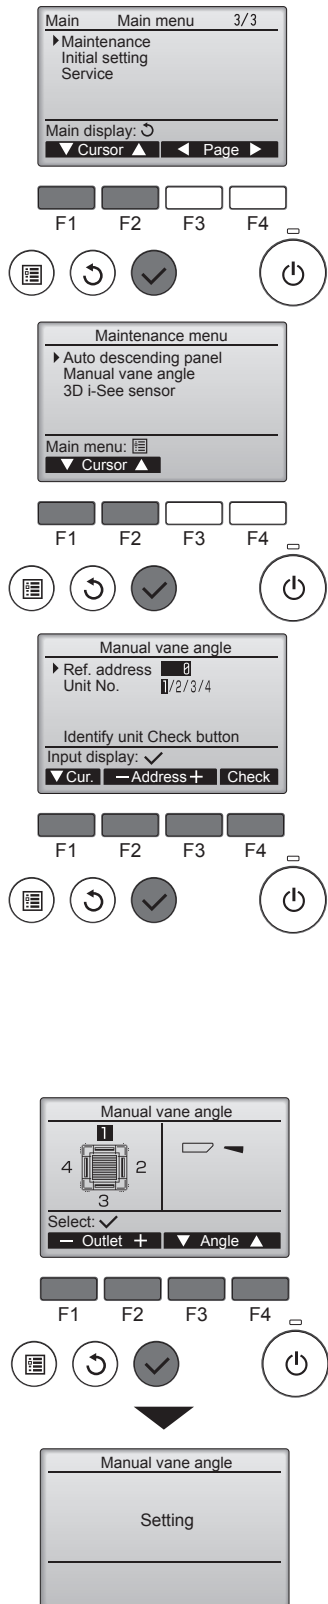 Main Main menu 3/3
Maintenance
Initial setting
Service
Main display:
Cursor Page
F1 F2 F3 F4
Maintenance menu
Auto descending panel
Manual vane angle
3D i-See sensor
Main menu:
Cursor
F1 F2 F3 F4
Manual vane angle
Ref. address 0
Unit No. 1/2/3/4
Identify unit Check button
Input display: ✓
▼Cur. −Address+ Check
F1 F2 F3 F4
Manual vane angle
1
4 2
3
Select: ✓
− Outlet + ▼ Angle ▲
F1 F2 F3 F4
Manual vane angle
Setting